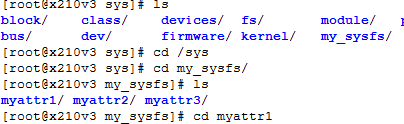 [root@x210v3 sys]# ls
block/ class/ devices/ fs/ module/
bus/ dev/ firmware/ kernel/ my_sysfs/
[root@x210v3 sys]# cd /sys
[root@x210v3 sys]# cd my_sysfs/
[root@x210v3 my_sysfs]# ls
myattr1/ myattr2/ myattr3/
[root@x210v3 my_sysfs]# cd myattr1